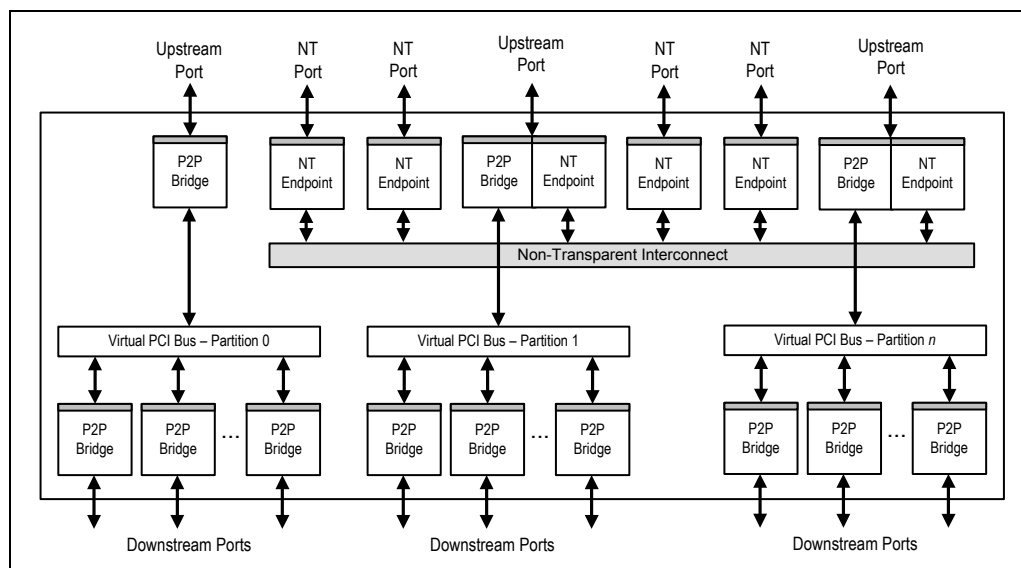 Upstream
Port
NT
Port
NT
Port
Upstream
Port
NT
Port
NT
Port
Upstream
Port
P2P
Bridge
NT
Endpoint
NT
Endpoint
P2P
Bridge
NT
Endpoint
NT
Endpoint
NT
Endpoint
P2P
Bridge
NT
Endpoint
Non-Transparent Interconnect
Virtual PCI Bus – Partition 0
Virtual PCI Bus – Partition 1
Virtual PCI Bus – Partition n
P2P
Bridge
P2P
Bridge
...
P2P
Bridge
P2P
Bridge
P2P
Bridge
...
P2P
Bridge
P2P
Bridge
P2P
Bridge
...
P2P
Bridge
Downstream Ports
Downstream Ports
Downstream Ports